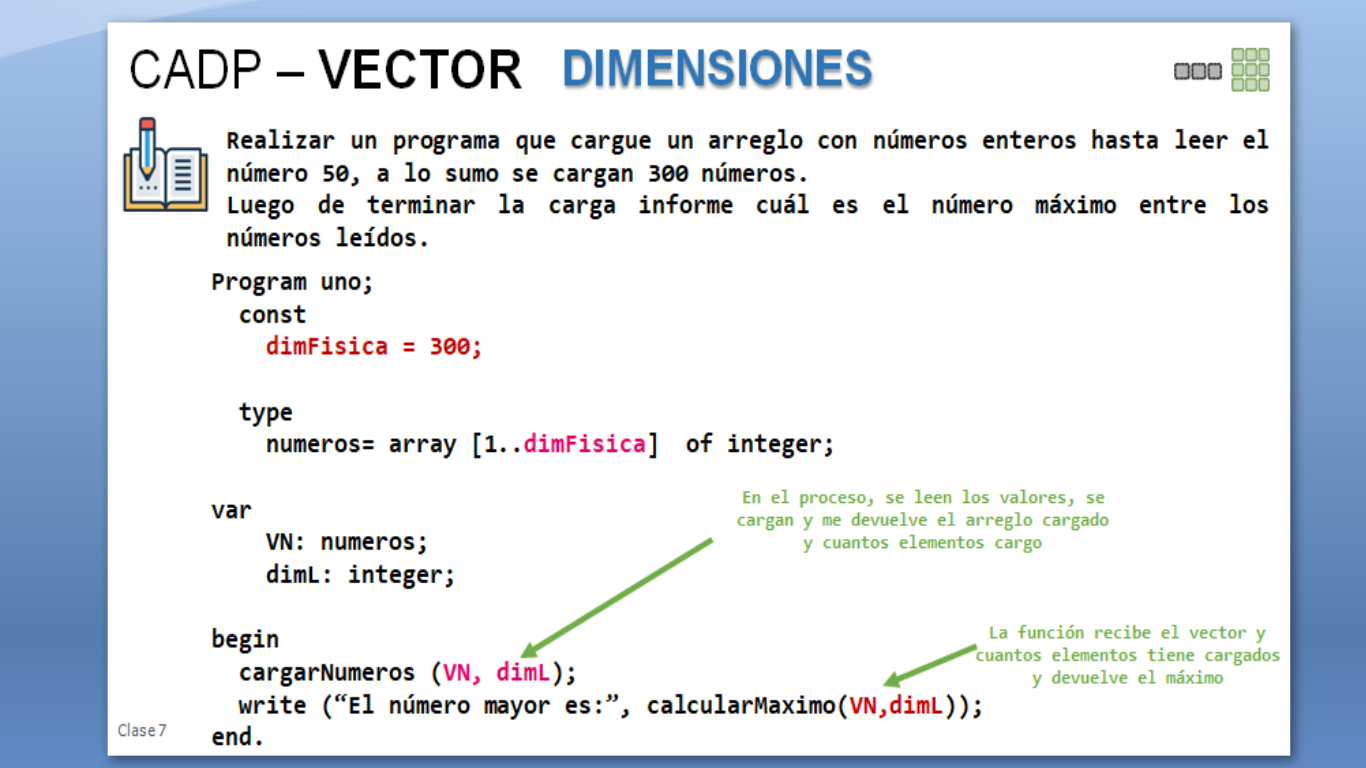 CADP – VECTOR DIMENSIONES
Realizar un programa que cargue un arreglo con números enteros hasta leer el
número 50, a lo sumo se cargan 300 números.
Luego de terminar la carga informe cuál es el número máximo entre los
números leídos.
Program uno;
const
dimFisica = 300;
type
numeros= array [1..dimFisica] of integer;
var
VN: numeros;
dimL: integer;
En el proceso, se leen los valores, se
cargan y me devuelve el arreglo cargado
y cuantos elementos cargo
begin
cargarNumeros (VN, dimL);
write (“El número mayor es:”, calcularMaximo(VN,dimL));
end.
La función recibe el vector y
cuantos elementos tiene cargados
y devuelve el máximo
Clase 7